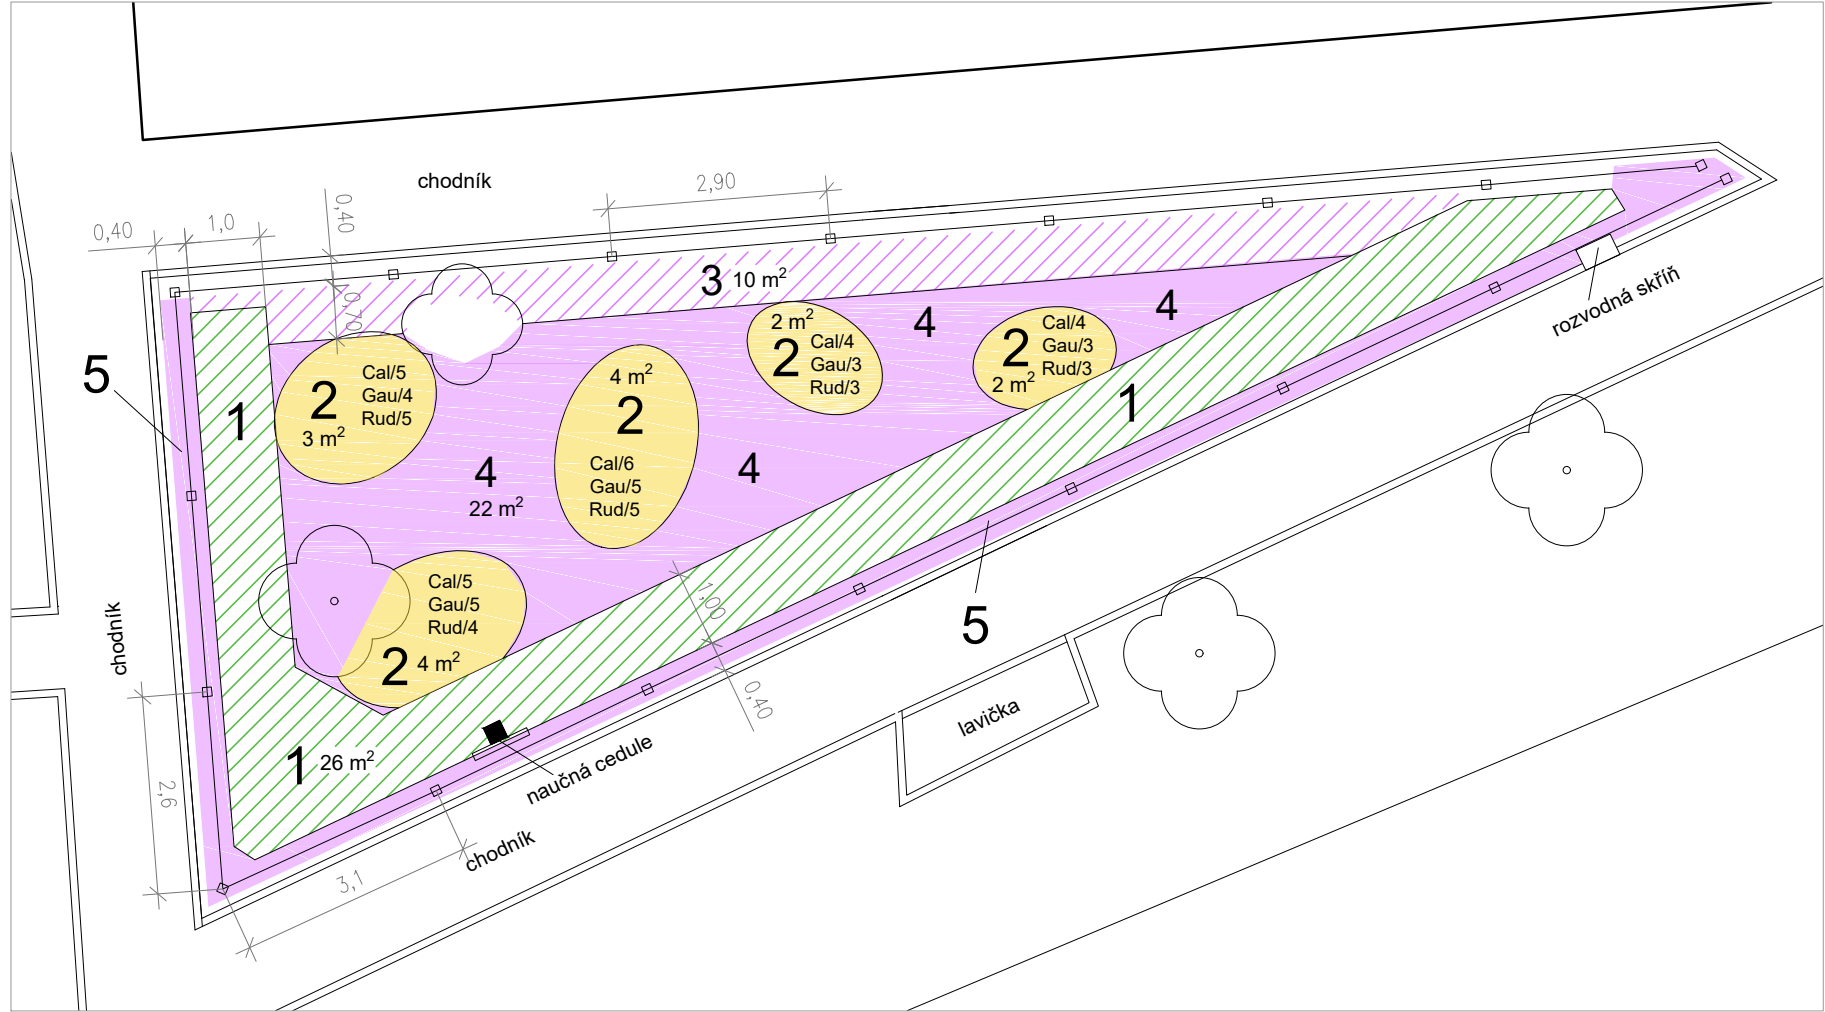 chodník
2,90
0,40
1,0
0,40
3 10 m²
0,70
5
1
2
3 m²
Cal/5
Gau/4
Rud/5
4 m²
2
Cal/6
Gau/5
Rud/5
2 m²
2
Cal/4
Gau/3
Rud/3
4
2
2 m²
Cal/4
Gau/3
Rud/3
4
1
rozvodná skříň
4
22 m²
4
Cal/5
Gau/5
Rud/4
2 4 m²
1,00
0,40
5
chodník
1 26 m²
2,6
naučná cedule
lavička
chodník
3,1